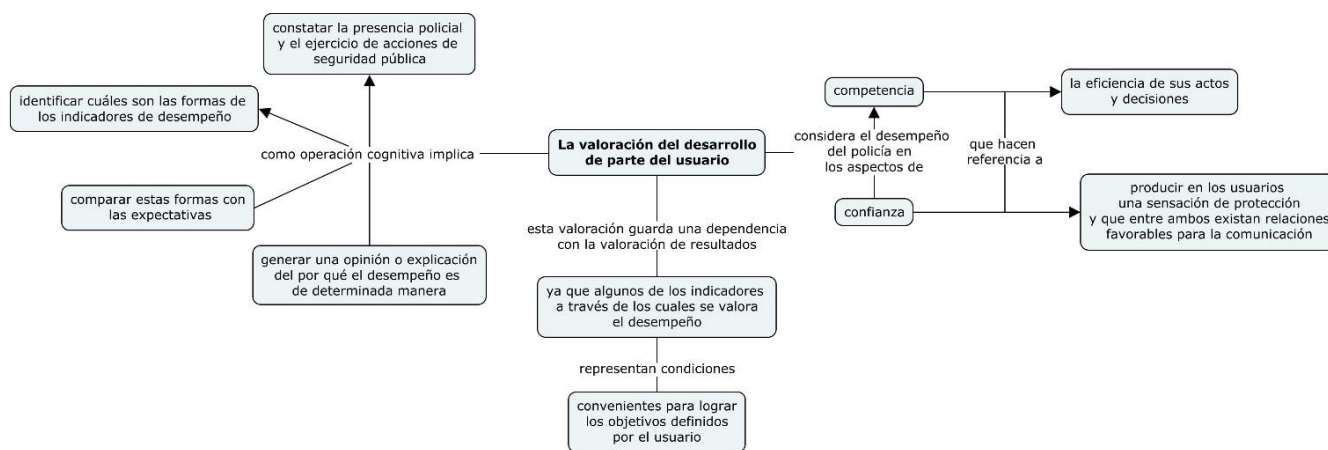 constatar la presencia policial
y el ejercicio de acciones de
seguridad pública
identificar cuáles son las formas de
los indicadores de desempeño
como operación cognitiva implica
comparar estas formas con
las expectativas
generar una opinión o explicación
del por qué el desempeño es
de determinada manera
La valoración del desarrollo
de parte del usuario
esta valoración guarda una dependencia
con la valoración de resultados
ya que algunos de los indicadores
a través de los cuales se valora
el desempeño
representan condiciones
convenientes para lograr
los objetivos definidos
por el usuario
considera el desempeño
del policía en
los aspectos de
competencia
confianza
que hacen
referencia a
la eficiencia de sus actos
y decisiones
producir en los usuarios
una sensación de protección
y que entre ambos existan relaciones
favorables para la comunicación